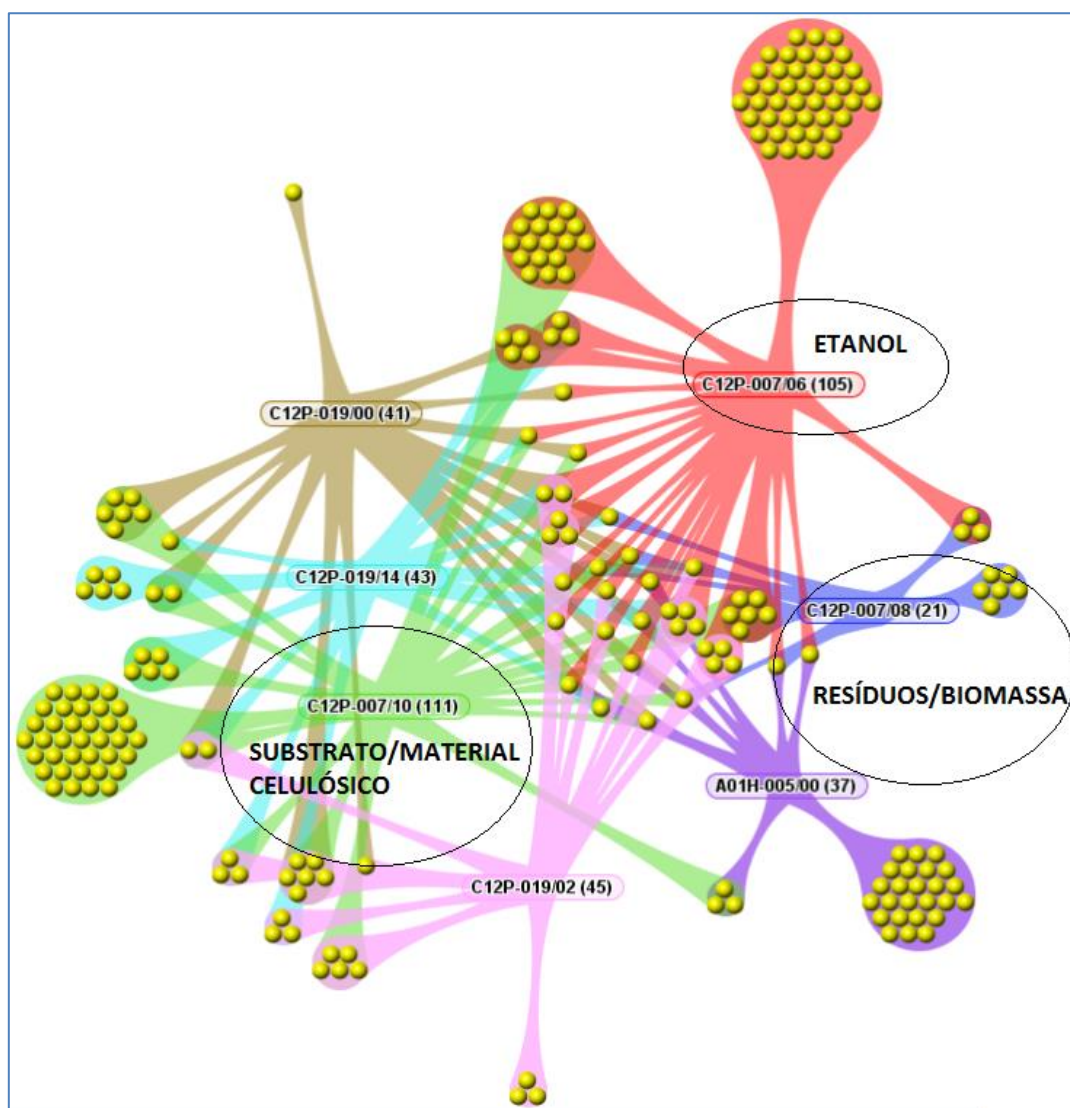 ETANOL
C12P-007/06 (105)
C12P-019/00 (41)
C12P-019/14 (43)
C12P-007/08 (21)
RESÍDUOS/BIOMASSA
C12P-007/10 (111)
SUBSTRATO/MATERIAL
CELULÓSICO
A01H-005/00 (37)
C12P-019/02 (45)